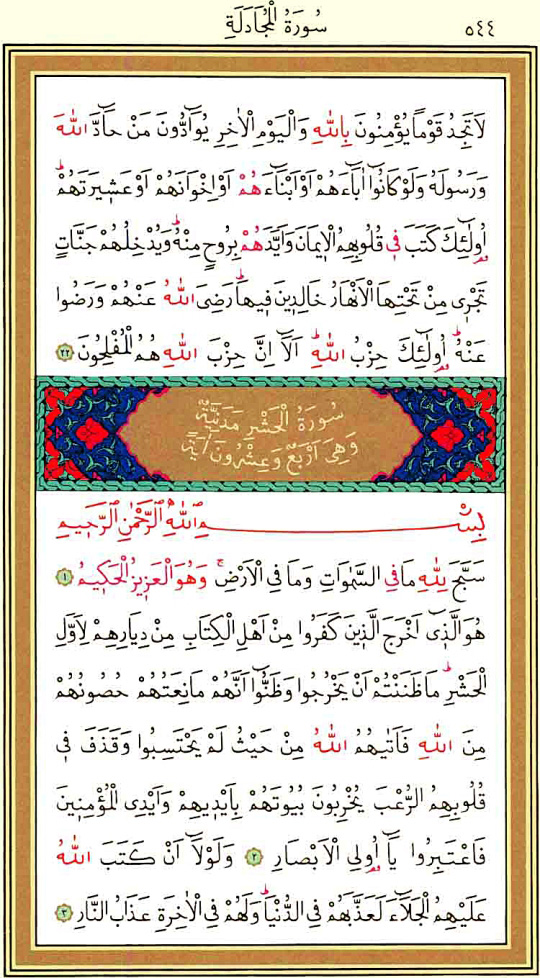 سُورَةُ الْمُجَادَلَةِ ٥٤٤
لَا تَجِدُ قَوْمًا يُؤْمِنُونَ بِاللّٰهِ وَالْيَوْمِ الْاٰخِرِ يُوَٓادُّونَ مَنْ حَٓادَّ اللّٰهَ
وَرَسُولَهُ وَلَوْ كَانُٓوا اٰبَٓاءَهُمْ اَوْ اَبْنَٓاءَهُمْ اَوْ اِخْوَانَهُمْ اَوْ عَشٖيرَتَهُمْؕ
اُو۬لٰٓئِكَ كَتَبَ فٖي قُلُوبِهِمُ الْاٖيمَانَ وَاَيَّدَهُمْ بِرُوحٍ مِنْهُؕ وَيُدْخِلُهُمْ جَنَّاتٍ
تَجْرٖي مِنْ تَحْتِهَا الْاَنْهَارُ خَالِدٖينَ فٖيهَاؕ رَضِيَ اللّٰهُ عَنْهُمْ وَرَضُوا
عَنْهُؕ اُو۬لٰٓئِكَ حِزْبُ اللّٰهِؕ اَلَٓا اِنَّ حِزْبَ اللّٰهِ هُمُ الْمُفْلِحُونَ ٢٢
سُورَةُ الْحَشْرِ مَدَنِيَّةٌ
وَهِيَ اَرْبَعٌ وَعِشْرُونَ اٰيَةً
بِسْمِ اللّٰهِ الرَّحْمٰنِ الرَّحٖيمِ
سَبَّحَ لِلّٰهِ مَا فِي السَّمٰوَاتِ وَمَا فِي الْاَرْضِۚ وَهُوَ الْعَزٖيزُ الْحَكٖيمُ ١
هُوَ الَّذٖٓي اَخْرَجَ الَّذٖينَ كَفَرُوا مِنْ اَهْلِ الْكِتَابِ مِنْ دِيَارِهِمْ لِاَوَّلِ
الْحَشْرِؕ مَا ظَنَنْتُمْ اَنْ يَخْرُجُوا وَظَنُّٓوا اَنَّهُمْ مَانِعَتُهُمْ حُصُونُهُمْ
مِنَ اللّٰهِ فَاَتٰيهُمُ اللّٰهُ مِنْ حَيْثُ لَمْ يَحْتَسِبُوا وَقَذَفَ فٖي
قُلُوبِهِمُ الرُّعْبَ يُخْرِبُونَ بُيُوتَهُمْ بِاَيْدٖيهِمْ وَاَيْدِي الْمُؤْمِنٖينَ
فَاعْتَبِرُوا يَٓا اُو۬لِي الْاَبْصَارِ ٢ وَلَوْلَٓا اَنْ كَتَبَ اللّٰهُ
عَلَيْهِمُ الْجَلَٓاءَ لَعَذَّبَهُمْ فِي الدُّنْيَاؕ وَلَهُمْ فِي الْاٰخِرَةِ عَذَابُ النَّارِ ٣